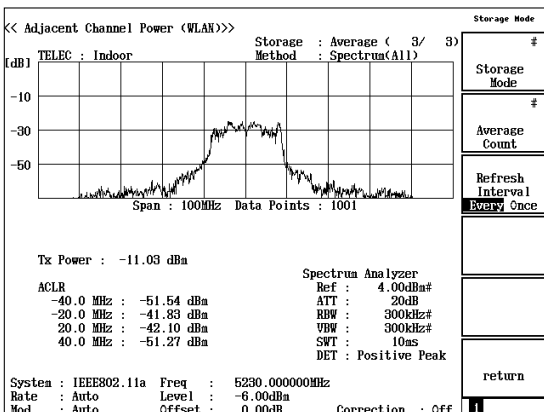 Storage Mode
<< Adjacent Channel Power (WLAN)>>
Storage : Average ( 3/ 3)
TELEC : Indoor
Method : Spectrum(All)
[dB]
-10
-30
-50
Span : 100MHz Data Points : 1001
Tx Power : -11.03 dBm
ACLR
-40.0 MHz : -51.54 dBm
-20.0 MHz : -41.83 dBm
20.0 MHz : -42.10 dBm
40.0 MHz : -51.27 dBm
Spectrum Analyzer
Ref : 4.00dBm#
ATT : 20dB
RBW : 300kHz#
VBW : 300kHz#
SWT : 10ms
DET : Positive Peak
System : IEEE802.11a Freq : 5230.000000MHz
Rate : Auto Level : -6.00dBm
Mod : Auto Offset : 0.00dB Correction : Off
#
Storage
Mode
#
Average
Count
Refresh
Interval
Every Once
return
1